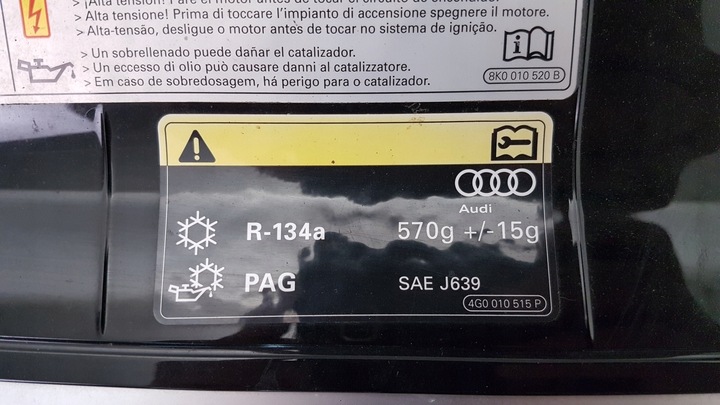 > Alta tensione! Prima di toccare l'impianto di accensione spegnere il motore.
> Alta-tensão, desligue o motor antes de tocar no sistema de ignição.
> Un sobrellenado puede dañar el catalizador.
> Un eccesso di olio può causare danni al catalizzatore.
> Em caso de sobredosagem, há perigo para o catalizador.
8K0 010 520 B
Audi
R-134a 570g +/-15g
PAG SAE J639
4G0 010 515 P